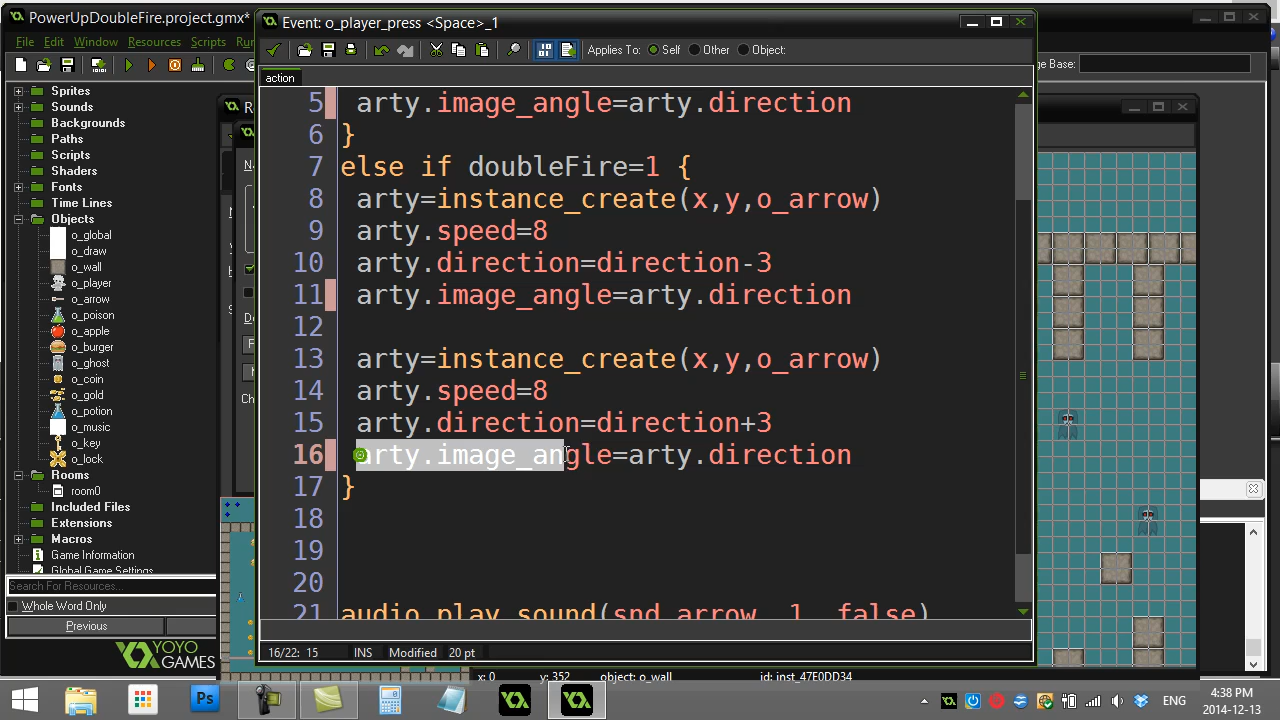 PowerUpDoubleFire.project.gmx*
File Edit Window Resources Scripts Ru
Event: o_player_press <Space>_1
Applies To: Self Other Object:
action
5 arty.image_angle=arty.direction
6 }
7 else if doubleFire=1 {
8 arty=instance_create(x,y,o_arrow)
9 arty.speed=8
10 arty.direction=direction-3
11 arty.image_angle=arty.direction
12
13 arty=instance_create(x,y,o_arrow)
14 arty.speed=8
15 arty.direction=direction+3
16 arty.image_angle=arty.direction
17 }
18
19
20
21 audio_play_sound(snd_arrow, 1, false)
16/22: 15 INS Modified 20 pt
Sprites
Sounds
Backgrounds
Paths
Scripts
Shaders
Fonts
Time Lines
Objects
o_global
o_draw
o_wall
o_player
o_arrow
o_poison
o_apple
o_burger
o_ghost
o_coin
o_gold
o_potion
o_music
o_key
o_lock
Rooms
room0
Included Files
Extensions
Macros
Game Information
Global Game Settings
Search For Resources...
Whole Word Only
Previous
YOYO
GAMES
ge Base:
x: 0 y: 352 object: o_wall id: inst_47E0DD34
Ps
ENG
4:38 PM
2014-12-13